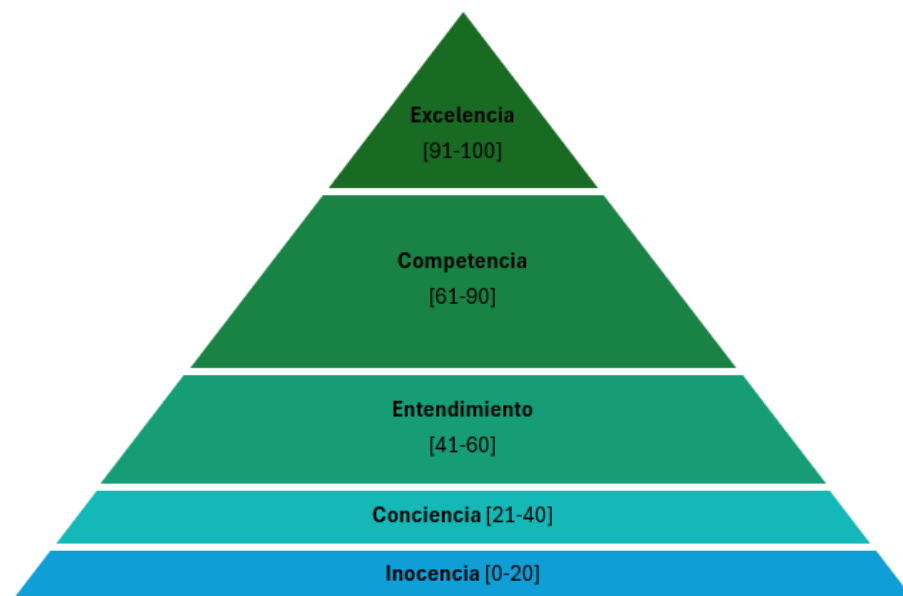 Excelencia
[91-100]
Competencia
[61-90]
Entendimiento
[41-60]
Conciencia [21-40]
Inocencia [0-20]